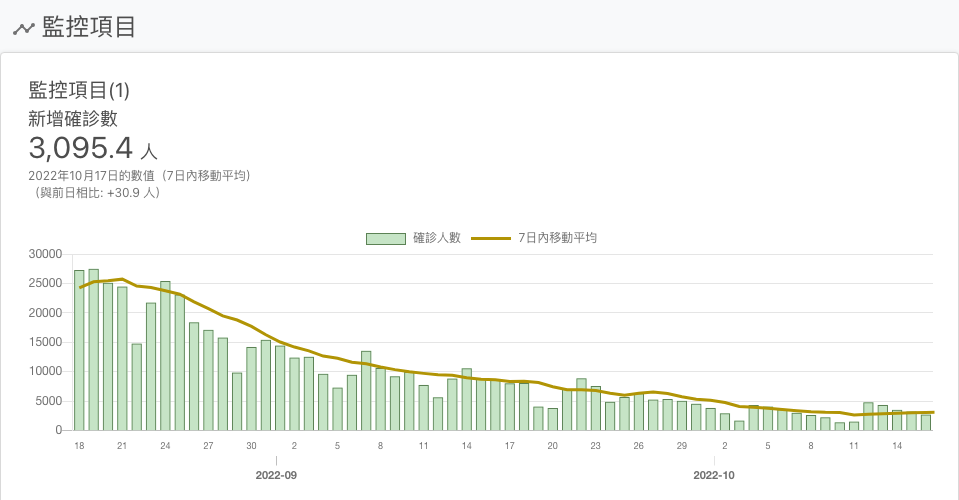 監控項目
監控項目(1)
新增確診數
3,095.4 人
2022年10月17日的數值（7日內移動平均）
（與前日相比: +30.9 人）
確診人數 7日內移動平均
30000
25000
20000
15000
10000
5000
0
18 21 24 27 30 2 5 8 11 14 17 20 23 26 29 2 5 8 11 14
2022-09 2022-10